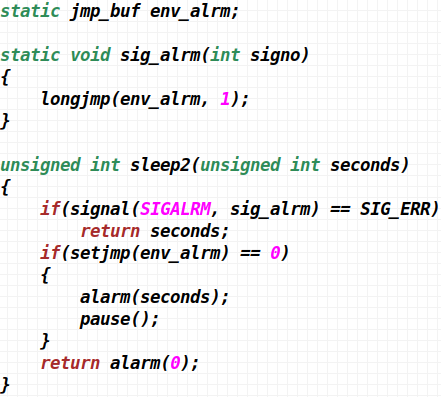 static jmp_buf env_alrm;

static void sig_alrm(int signo)
{
    longjmp(env_alrm, 1);
}

unsigned int sleep2(unsigned int seconds)
{
    if(signal(SIGALRM, sig_alrm) == SIG_ERR)
        return seconds;
    if(setjmp(env_alrm) == 0)
    {
        alarm(seconds);
        pause();
    }
    return alarm(0);
}